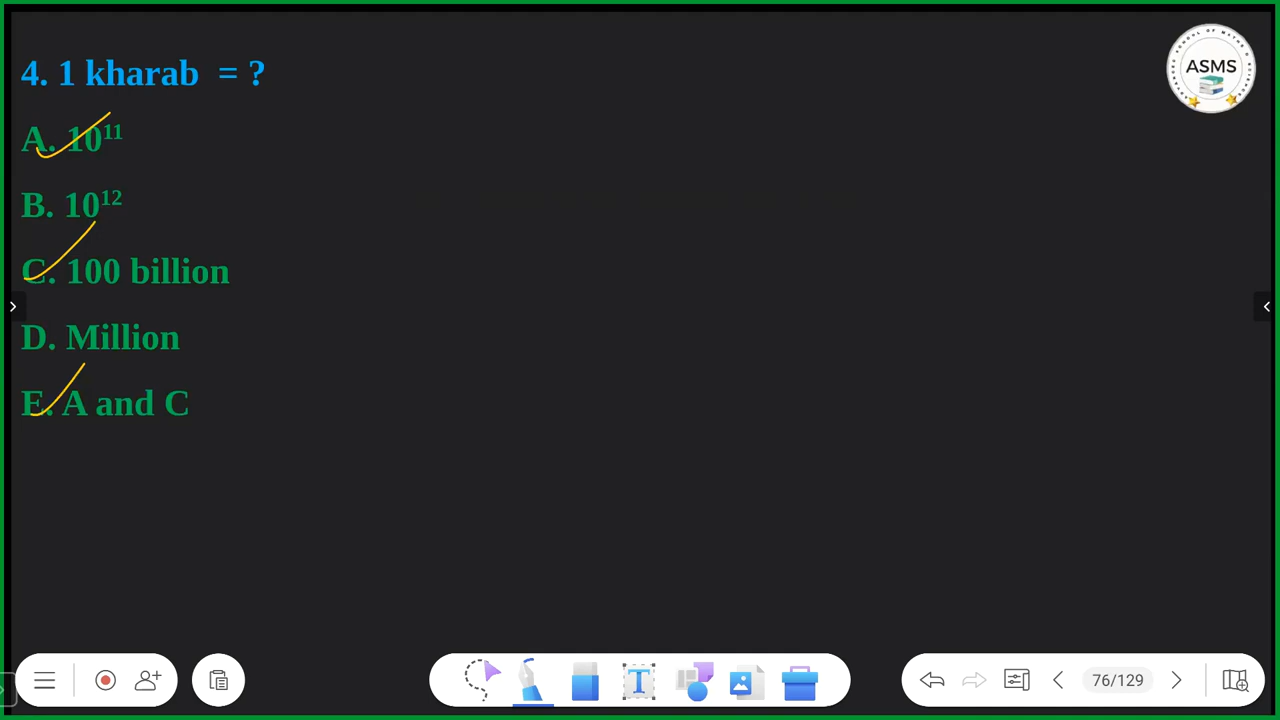 4. 1 kharab = ?
A. 10¹¹
B. 10¹²
C. 100 billion
D. Million
E. A and C
ASMS
76/129